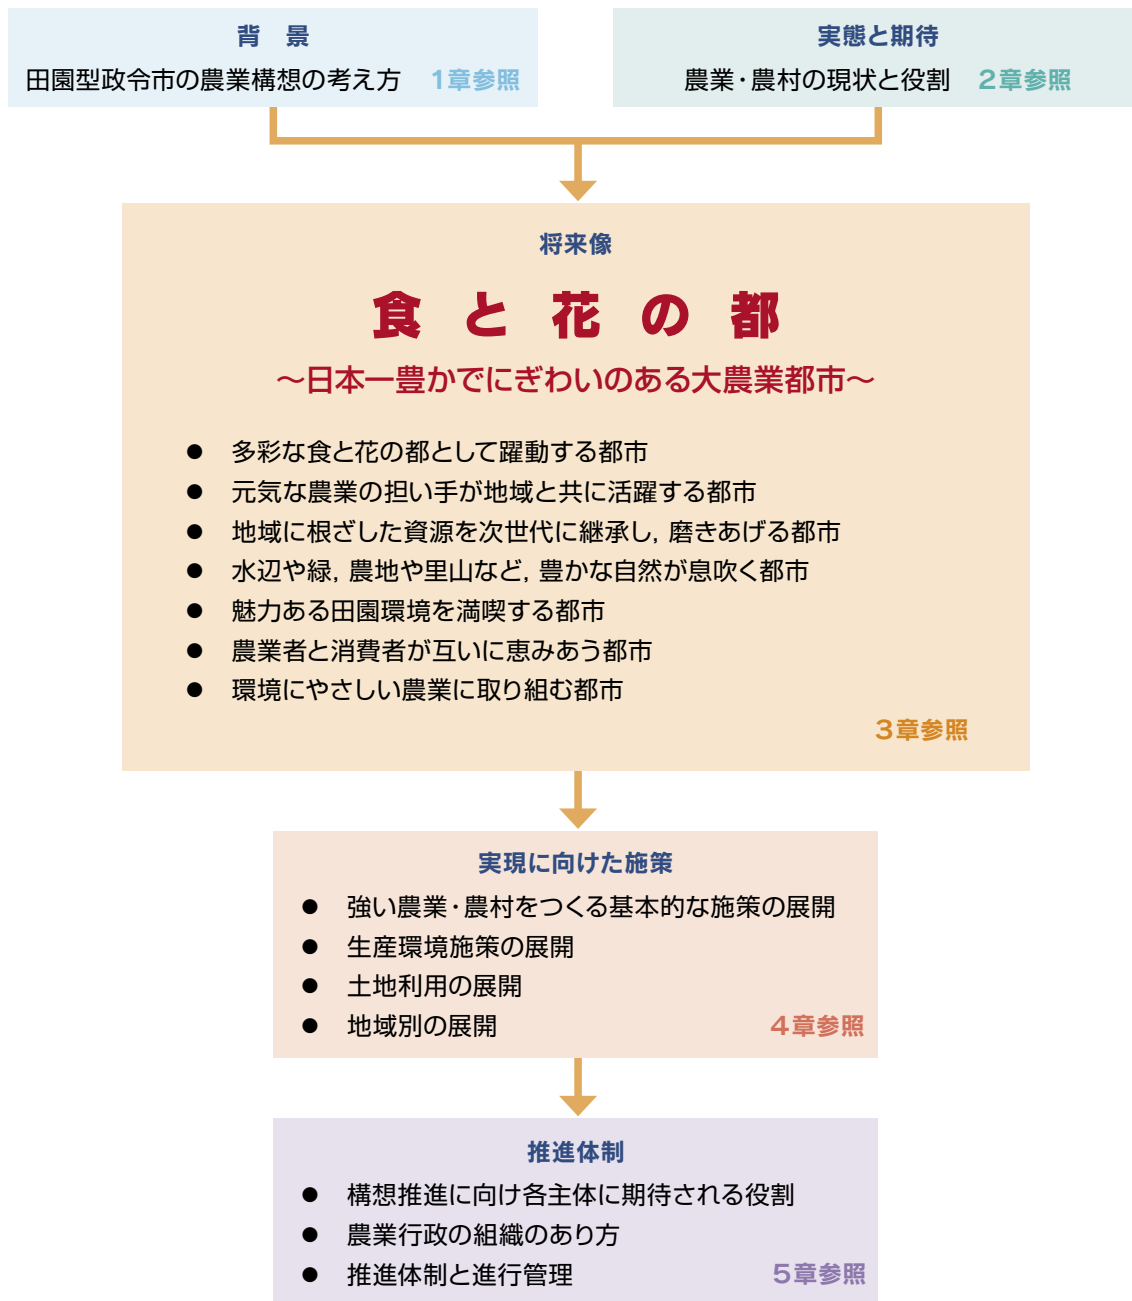 背　景
田園型政令市の農業構想の考え方　1章参照
実態と期待
農業・農村の現状と役割　2章参照
将来像
食と花の都
～日本一豊かでにぎわいのある大農業都市～
●　多彩な食と花の都として躍動する都市
●　元気な農業の担い手が地域と共に活躍する都市
●　地域に根ざした資源を次世代に継承し, 磨きあげる都市
●　水辺や緑, 農地や里山など, 豊かな自然が息吹く都市
●　魅力ある田園環境を満喫する都市
●　農業者と消費者が互いに恵みあう都市
●　環境にやさしい農業に取り組む都市
3章参照
実現に向けた施策
●　強い農業・農村をつくる基本的な施策の展開
●　生産環境施策の展開
●　土地利用の展開
●　地域別の展開　4章参照
推進体制
●　構想推進に向け各主体に期待される役割
●　農業行政の組織のあり方
●　推進体制と進行管理　5章参照